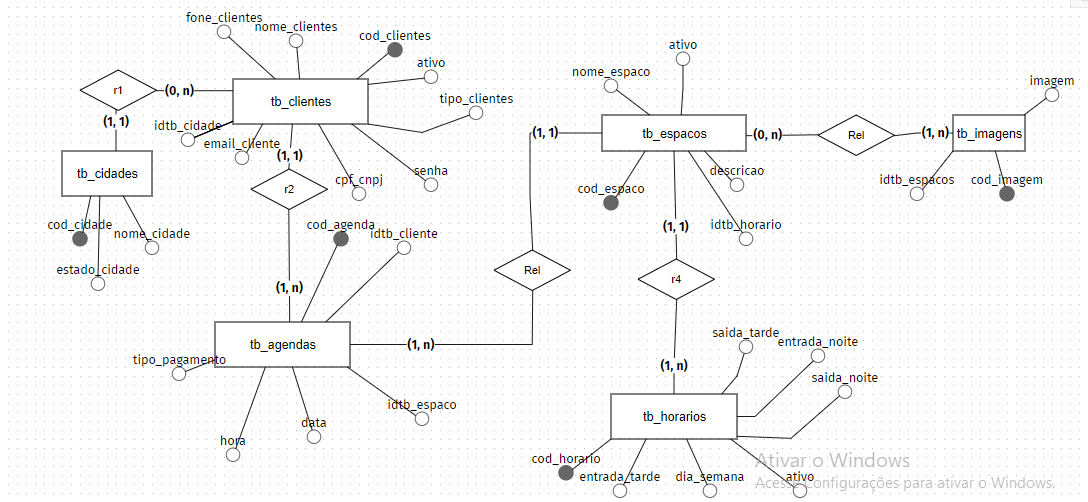 fone_clientes
nome_clientes
cod_clientes
ativo
tipo_clientes
r1
(0, n)
tb_clientes
(1, 1)
idtb_cidade
email_cliente
(1, 1)
cpf_cnpj
senha
tb_cidades
r2
cod_cidade
nome_cidade
estado_cidade
cod_agenda
idtb_cliente
(1, n)
tb_agendas
(1, n)
tipo_pagamento
hora
data
idtb_espaco
Rel
(1, 1)
ativo
nome_espaco
tb_espacos
(0, n)
Rel
(1, n)
tb_imagens
imagem
idtb_espacos
cod_imagem
cod_espaco
descricao
idtb_horario
(1, 1)
r4
(1, n)
saida_tarde
entrada_noite
saida_noite
tb_horarios
cod_horario
entrada_tarde
dia_semana
ativo
Ativar o Windows
Acesse Configurações para ativar o Windows.